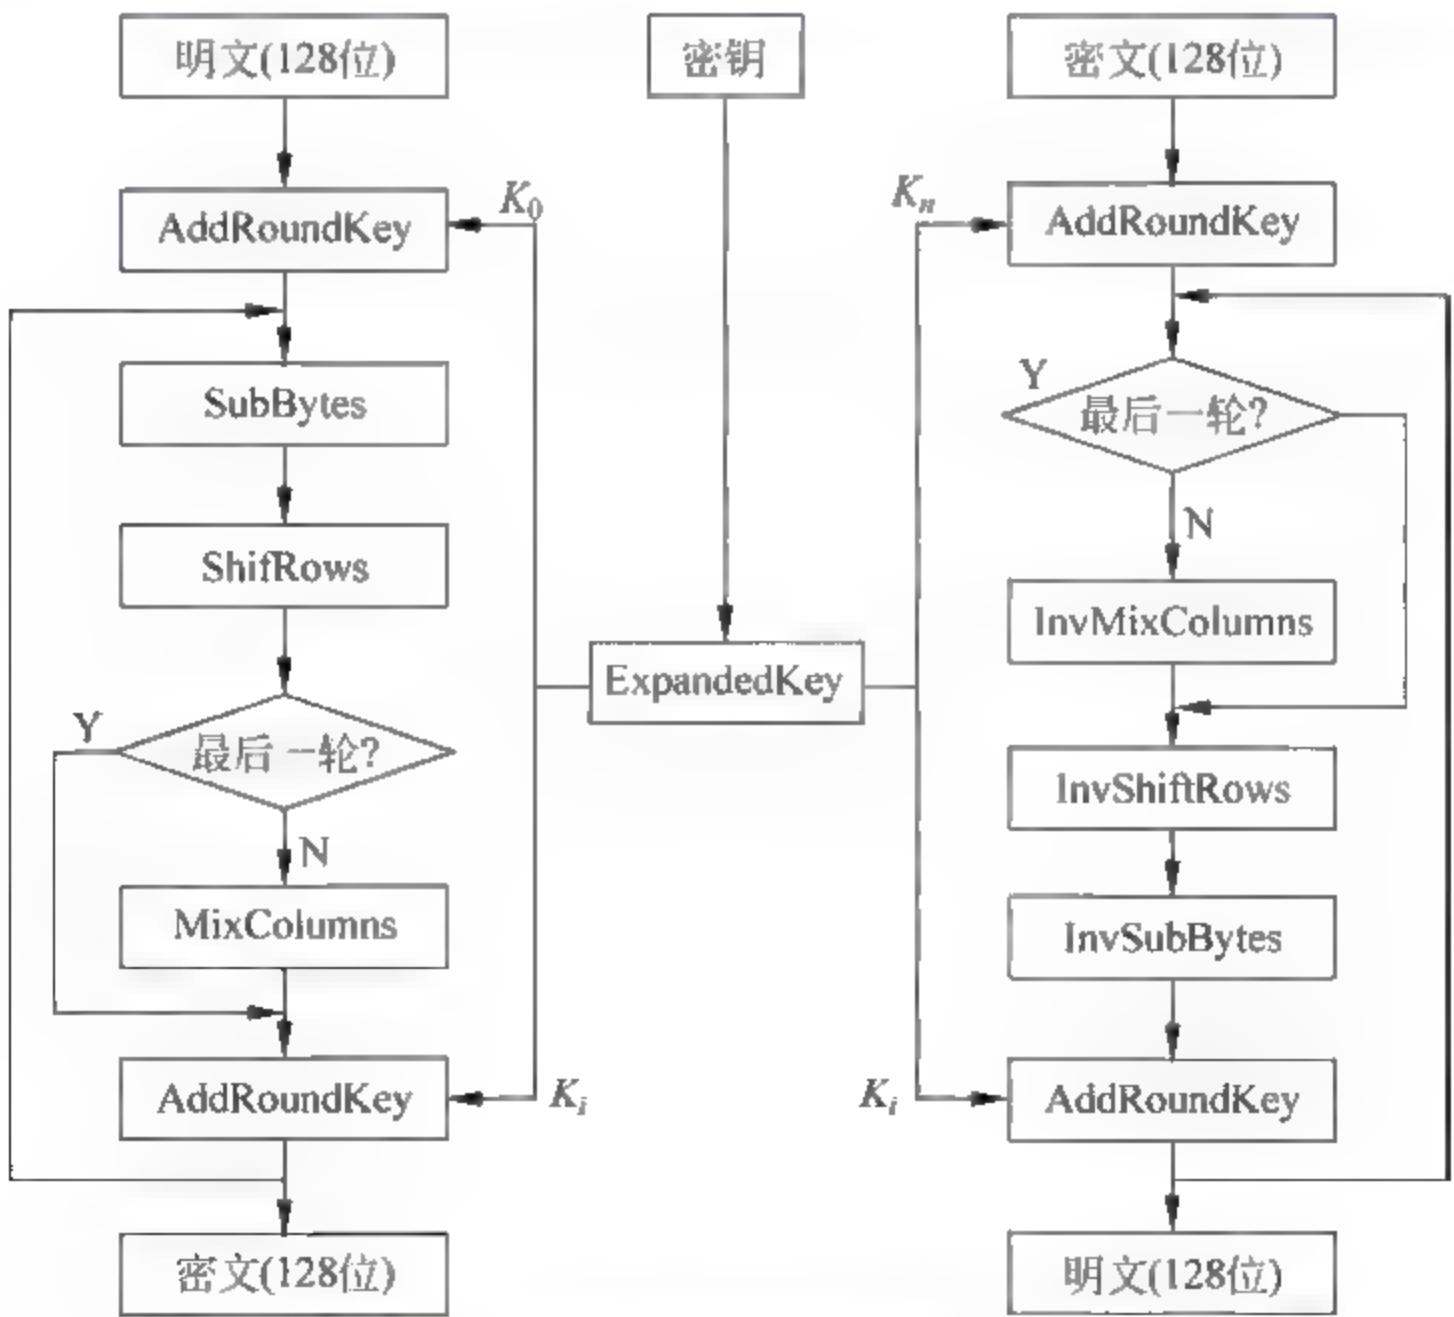 明文(128位)
AddRoundKey
SubBytes
ShifRows
Y
最后一轮?
N
MixColumns
AddRoundKey
密文(128位)
密钥
K0
Kn
ExpandedKey
Ki
Ki
密文(128位)
AddRoundKey
Y
最后一轮?
N
InvMixColumns
InvShiftRows
InvSubBytes
AddRoundKey
明文(128位)